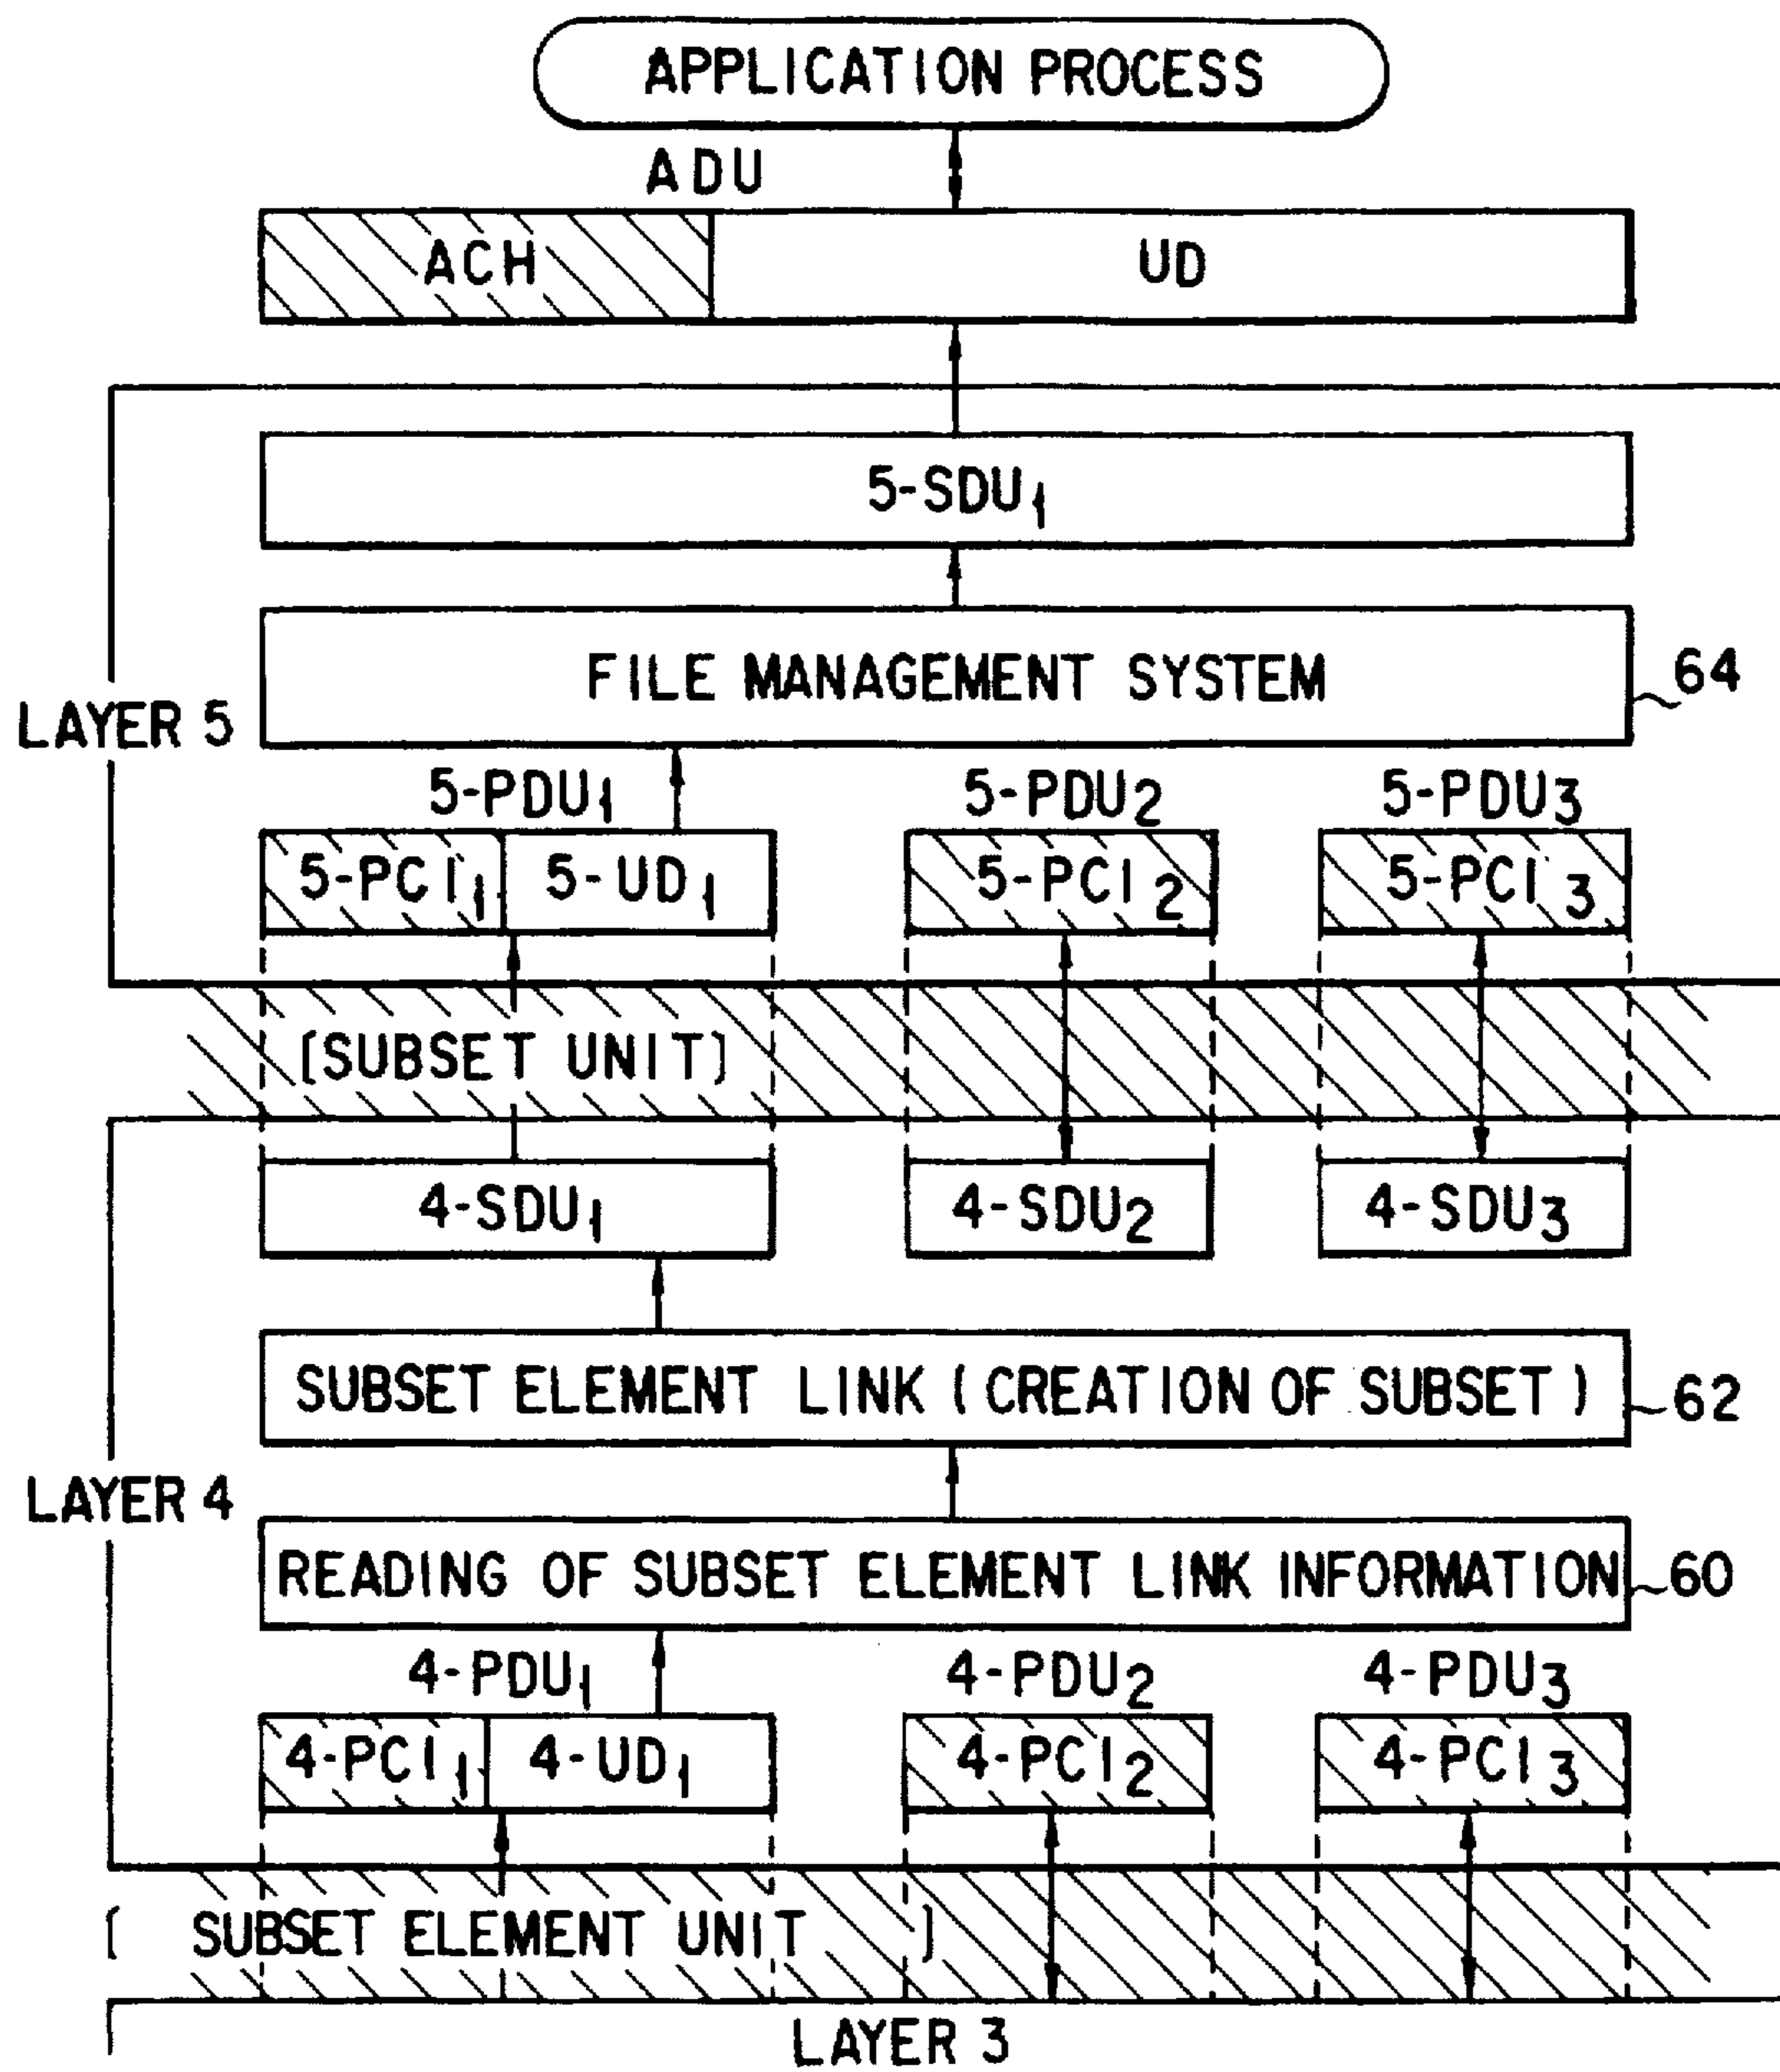 APPLICATION PROCESS
ADU
ACH UD
5-SDU1
FILE MANAGEMENT SYSTEM 64
LAYER 5
5-PDU1 5-PDU2 5-PDU3
5-PCI1 5-UD1 5-PCI2 5-PCI3
[SUBSET UNIT]
4-SDU1 4-SDU2 4-SDU3
SUBSET ELEMENT LINK (CREATION OF SUBSET) 62
LAYER 4
READING OF SUBSET ELEMENT LINK INFORMATION 60
4-PDU1 4-PDU2 4-PDU3
4-PCI1 4-UD1 4-PCI2 4-PCI3
[ SUBSET ELEMENT UNIT ]
LAYER 3